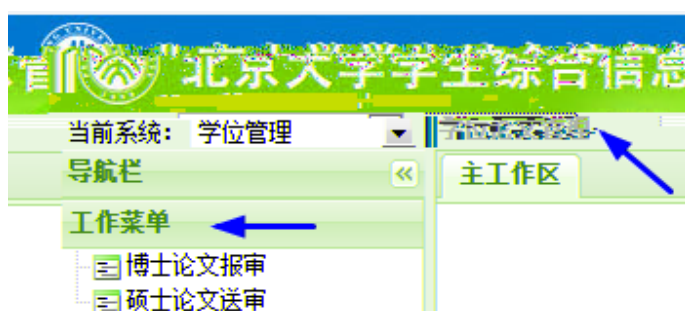 北京大学学生综合信息
当前系统： 学位管理
导航栏
主工作区
工作菜单
博士论文报审
硕士论文送审